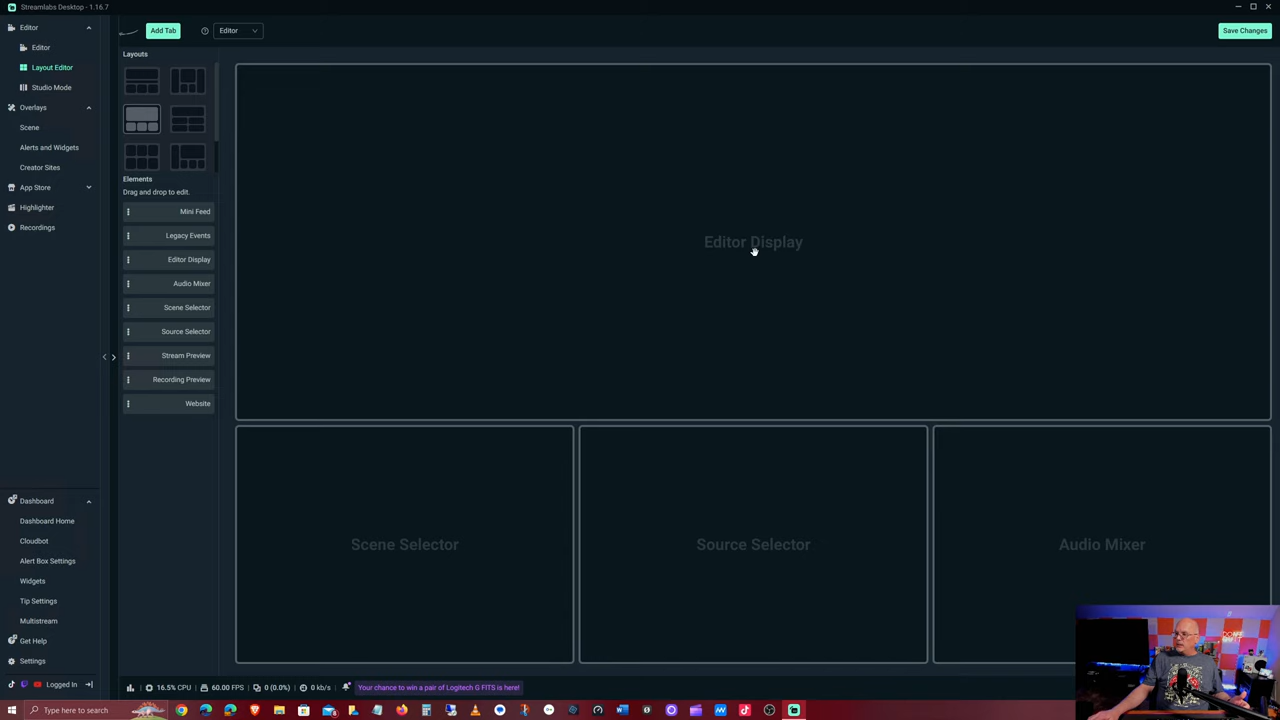 Streamlabs Desktop - 1.16.7
Editor
Editor
Layout Editor
Studio Mode
Overlays
Scene
Alerts and Widgets
Creator Sites
App Store
Highlighter
Recordings
Dashboard
Dashboard Home
Cloudbot
Alert Box Settings
Widgets
Tip Settings
Multistream
Get Help
Settings
Logged In
Add Tab
Editor
Save Changes
Layouts
Elements
Drag and drop to edit.
Mini Feed
Legacy Events
Editor Display
Audio Mixer
Scene Selector
Source Selector
Stream Preview
Recording Preview
Website
Editor Display
Scene Selector
Source Selector
Audio Mixer
16.5% CPU
60.00 FPS
0 (0.0%)
0 kb/s
Your chance to win a pair of Logitech G FITS is here!
Type here to search